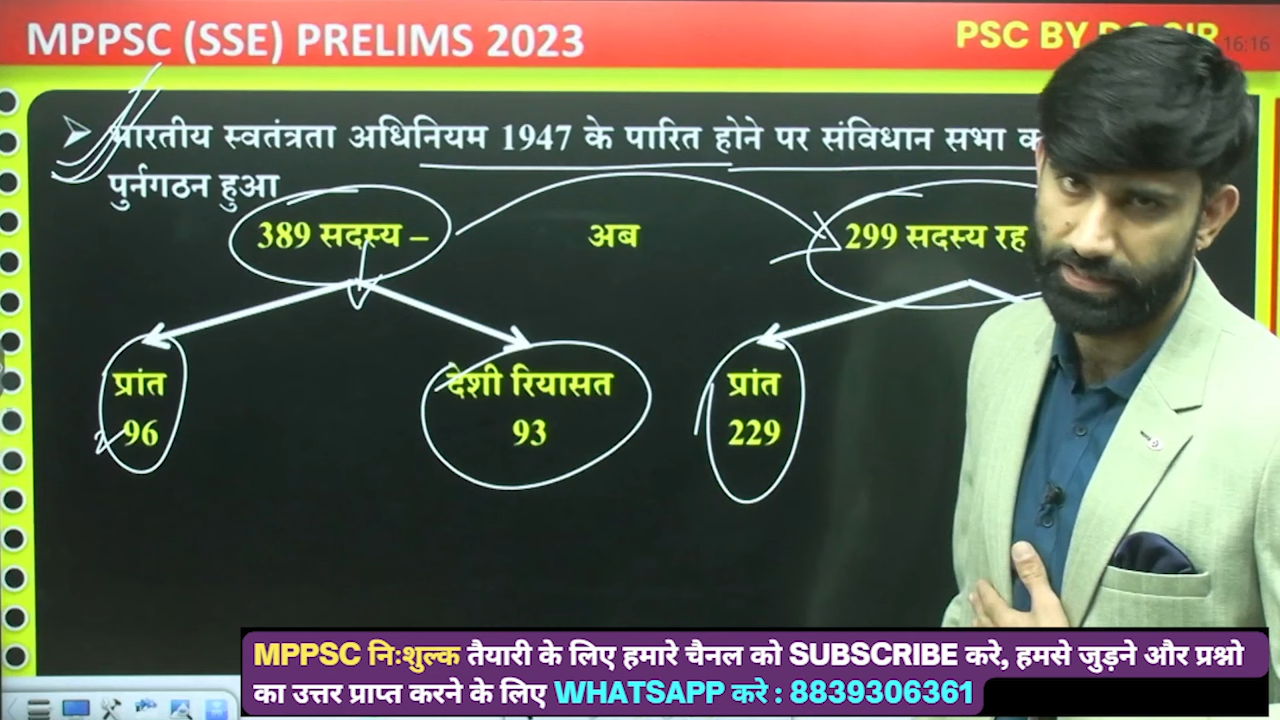 MPPSC (SSE) PRELIMS 2023
PSC BY
16:16
भारतीय स्वतंत्रता अधिनियम 1947 के पारित होने पर संविधान सभा
पुर्नगठन हुआ
389 सदस्य – अब 299 सदस्य रह
प्रांत देशी रियासत प्रांत
296 93 229
MPPSC निःशुल्क तैयारी के लिए हमारे चैनल को SUBSCRIBE करे, हमसे जुड़ने और प्रश्नो
का उत्तर प्राप्त करने के लिए WHATSAPP करे : 8839306361